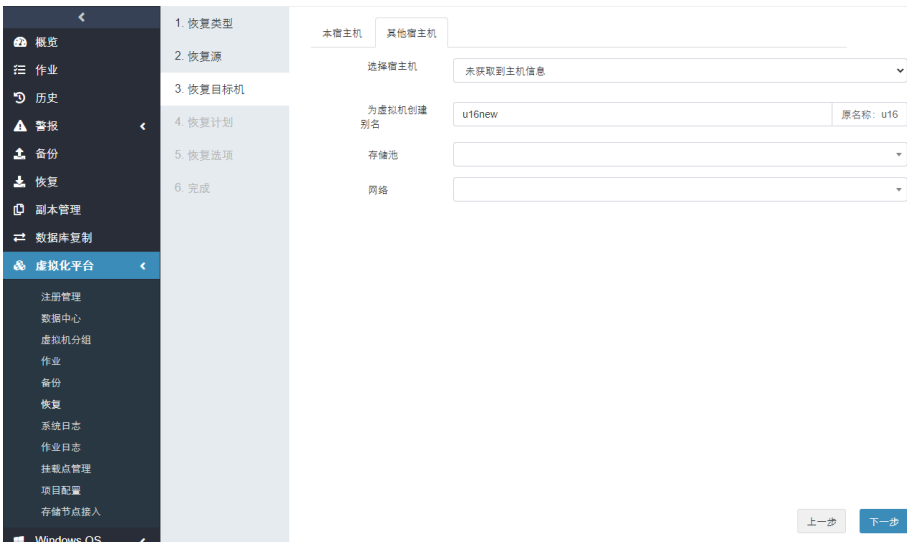 概览
作业
历史
警报
备份
恢复
副本管理
数据库复制
虚拟化平台
注册管理
数据中心
虚拟机分组
作业
备份
恢复
系统日志
作业日志
挂载点管理
项目配置
存储节点接入
Windows OS
1. 恢复类型
2. 恢复源
3. 恢复目标机
4. 恢复计划
5. 恢复选项
6. 完成
本宿主机 其他宿主机
选择宿主机 未获取到主机信息
为虚拟机创建
别名 u16new 原名称: u16
存储池
网络
上一步 下一步